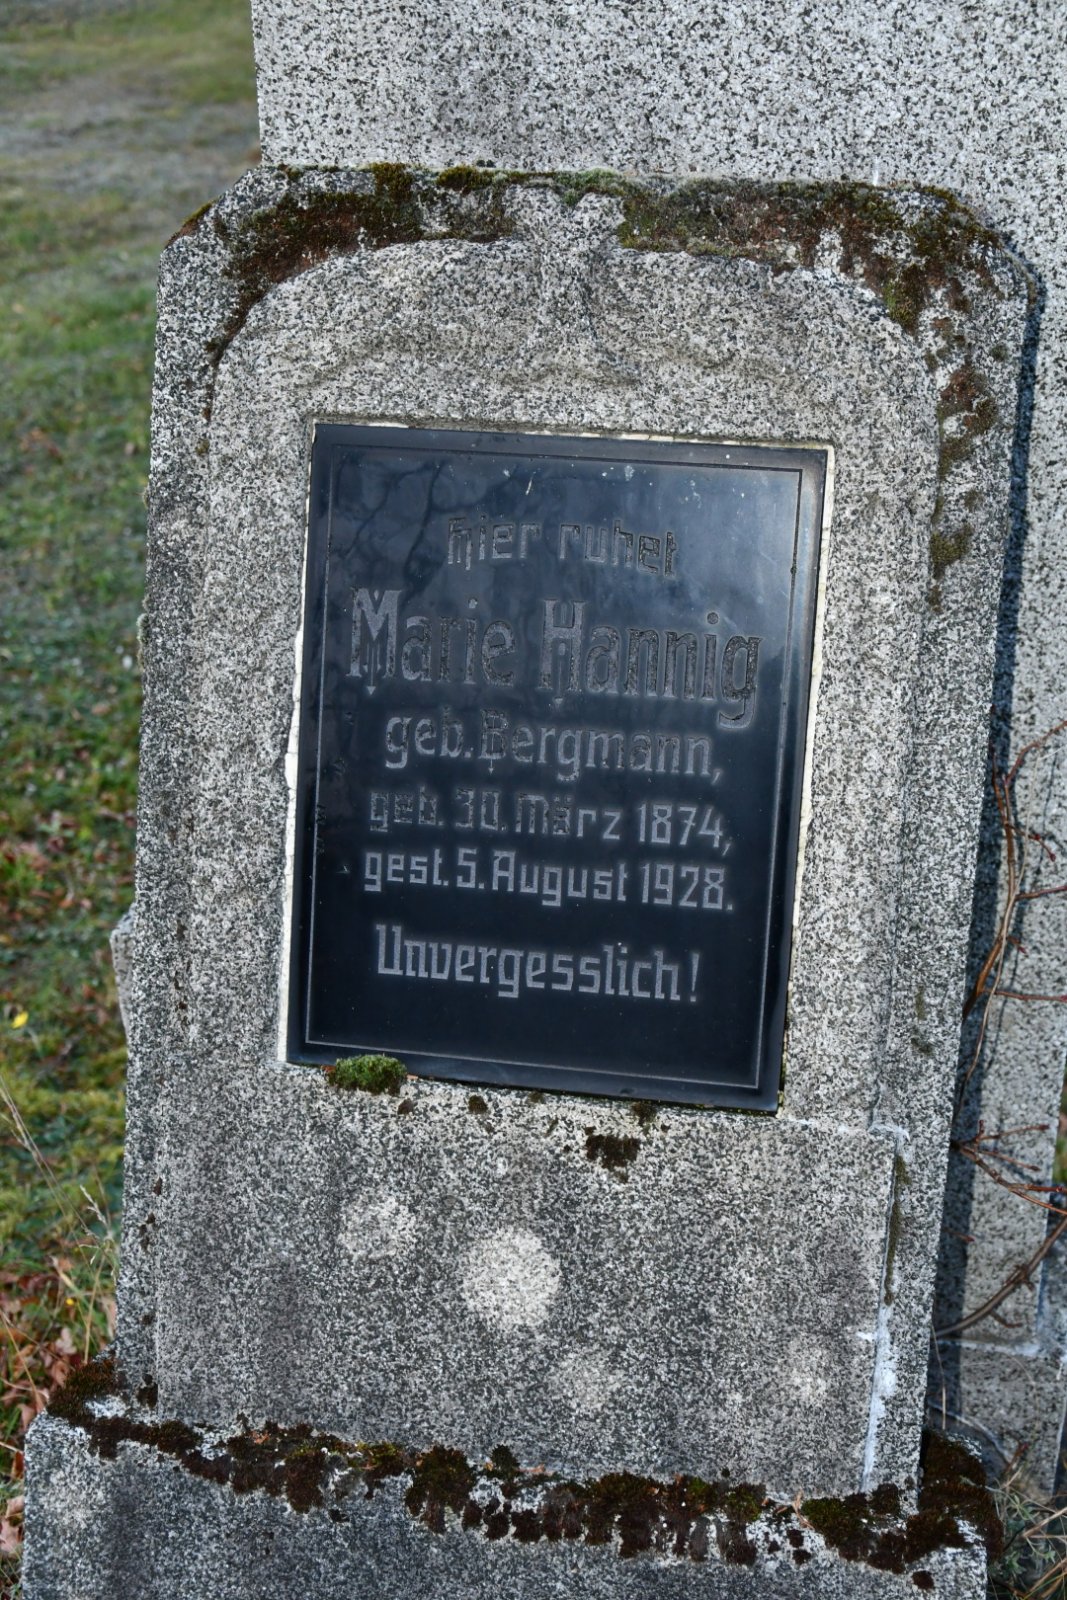 Hier ruhet
Marie Hannig
geb. Bergmann,
geb. 30. März 1874,
gest. 5. August 1928.
Unvergesslich!